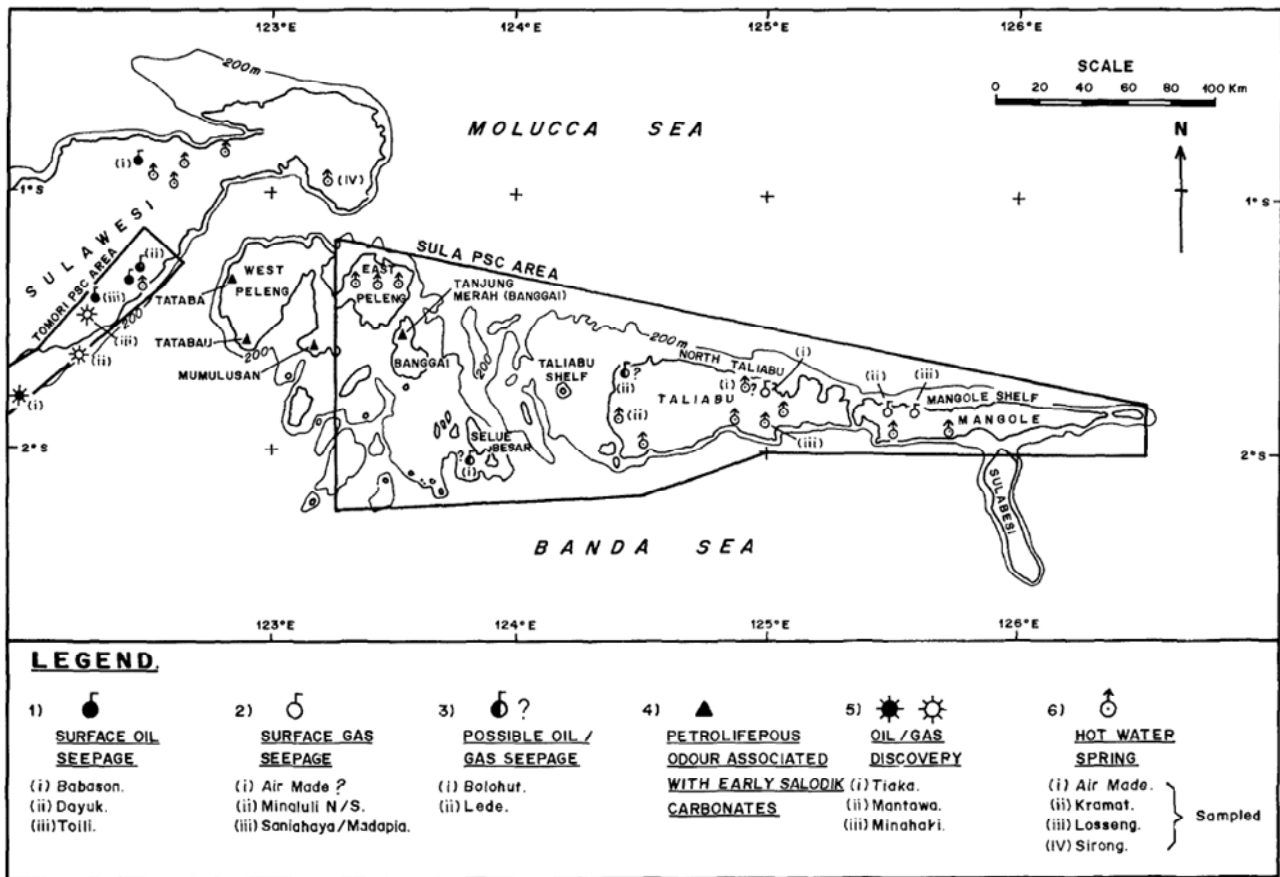 123°E 124°E 125°E 126°E
SCALE
0 20 40 60 80 100 Km
200m
MOLUCCA SEA
N
(i)
(IV)
1°S
1°S
SULAWESI
TOMORI PSC AREA
(ii)
SULA PSC AREA
WEST PELENG
EAST PELENG
TANJUNG
MERAH (BANGGAI)
TATABA
(iii)
200
(iii)
(ii)
TATABAU
200
MUMULUSAN
BANGGAI
200
200m
NORTH TALIABU
(i)
TALIABU
SHELF
?
(ii)
(i) ?
TALIABU
(ii)
(iii)
MANGOLE SHELF
MANGOLE
(i)
(ii)
(iii)
SELUE
BESAR
?
(i)
2°S
2°S
SULABESI
BANDA SEA
123°E 124°E 125°E 126°E
LEGEND.
1)
SURFACE OIL
SEEPAGE
(i) Babason.
(ii) Dayuk.
(iii) Toili.
2)
SURFACE GAS
SEEPAGE
(i) Air Made ?
(ii) Minaluli N/S.
(iii) Saniahaya/Madapia.
3) ?
POSSIBLE OIL /
GAS SEEPAGE
(i) Bolohut.
(ii) Lede.
4)
PETROLIFEPOUS
ODOUR ASSOCIATED
WITH EARLY SALODIK
CARBONATES
5)
OIL/GAS
DISCOVERY
(i) Tiaka.
(ii) Mantawa.
(iii) Minahaki.
6)
HOT WATER
SPRING
(i) Air Made.
(ii) Kramat.
(iii) Losseng.
(IV) Sirong.
Sampled